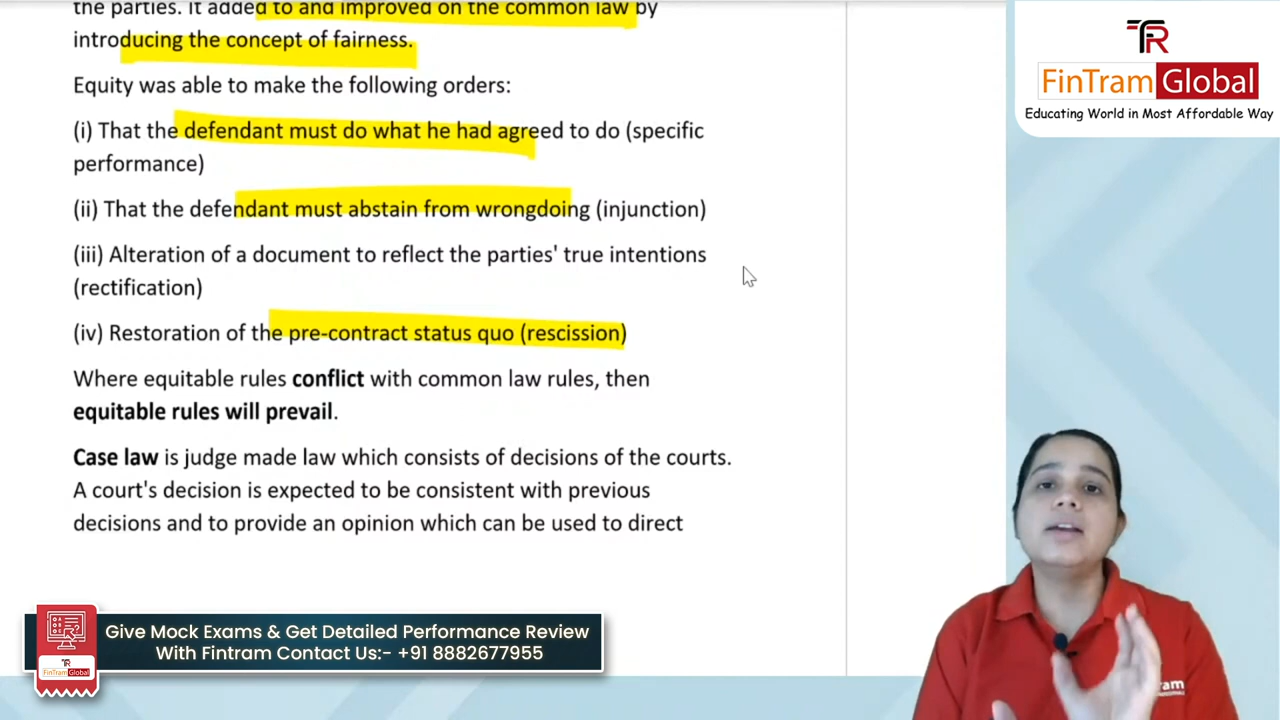 the parties. It added to and improved on the common law by
introducing the concept of fairness.
Equity was able to make the following orders:
(i) That the defendant must do what he had agreed to do (specific
performance)
(ii) That the defendant must abstain from wrongdoing (injunction)
(iii) Alteration of a document to reflect the parties' true intentions
(rectification)
(iv) Restoration of the pre-contract status quo (rescission)
Where equitable rules conflict with common law rules, then
equitable rules will prevail.
Case law is judge made law which consists of decisions of the courts.
A court's decision is expected to be consistent with previous
decisions and to provide an opinion which can be used to direct
FinTram Global
Educating World in Most Affordable Way
FinTram Global
Give Mock Exams & Get Detailed Performance Review
With Fintram Contact Us:- +91 8882677955